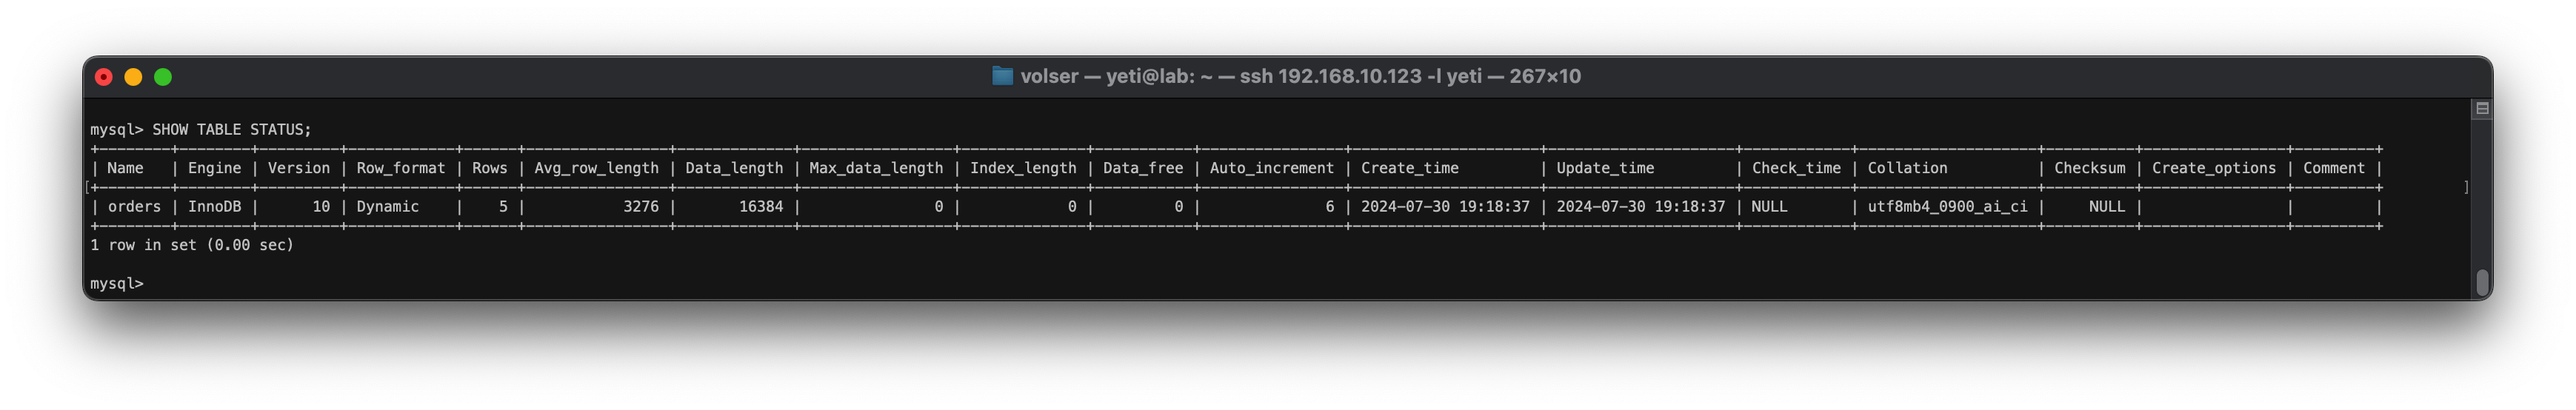 volser — yeti@lab: ~ — ssh 192.168.10.123 -l yeti — 267×10
mysql> SHOW TABLE STATUS;
+--------+--------+---------+------------+------+----------------+-------------+-----------------+--------------+-----------+----------------+---------------------+---------------------+------------+--------------------+----------+----------------+---------+
| Name   | Engine | Version | Row_format | Rows | Avg_row_length | Data_length | Max_data_length | Index_length | Data_free | Auto_increment | Create_time         | Update_time         | Check_time | Collation          | Checksum | Create_options | Comment |
[+--------+--------+---------+------------+------+----------------+-------------+-----------------+--------------+-----------+----------------+---------------------+---------------------+------------+--------------------+----------+----------------+---------+ ]
| orders | InnoDB |      10 | Dynamic    |    5 |           3276 |       16384 |               0 |            0 |         0 |              6 | 2024-07-30 19:18:37 | 2024-07-30 19:18:37 | NULL       | utf8mb4_0900_ai_ci |     NULL |                |         |
+--------+--------+---------+------------+------+----------------+-------------+-----------------+--------------+-----------+----------------+---------------------+---------------------+------------+--------------------+----------+----------------+---------+
1 row in set (0.00 sec)
mysql>